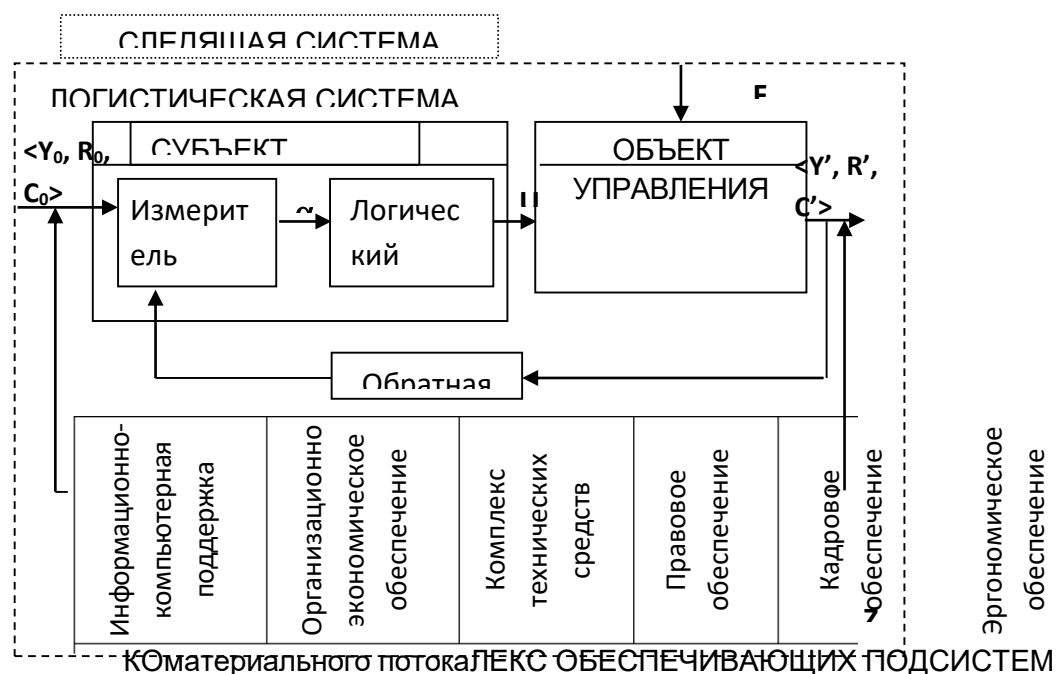 СЛЕДЯЩАЯ СИСТЕМА
ЛОГИСТИЧЕСКАЯ СИСТЕМА
F
<Y₀, R₀,
C₀>
СУБЪЕКТ
ОБЪЕКТ
УПРАВЛЕНИЯ
<Y’, R’,
C’>
Измерит
ель
α
Логичес
кий
U
Обратная
Информационно-
компьютерная
поддержка
Организационно
экономическое
обеспечение
Комплекс
технических
средств
Правовое
обеспечение
Кадровое
обеспечение
Эргономическое
обеспечение
КОматериального потокаЛЕКС ОБЕСПЕЧИВАЮЩИХ ПОДСИСТЕМ